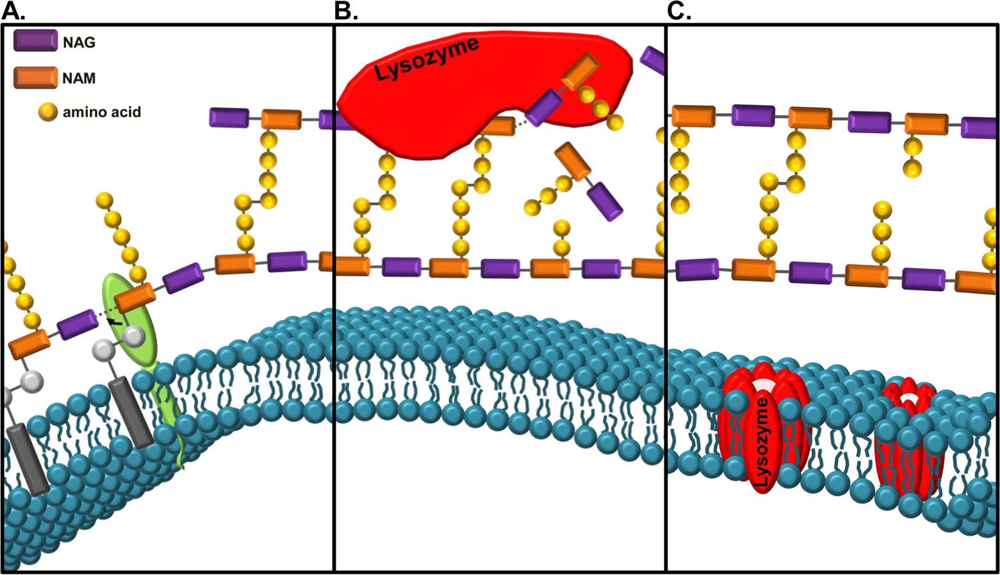 A.
B.
C.
NAG
NAM
amino acid
Lysozyme
Lysozyme